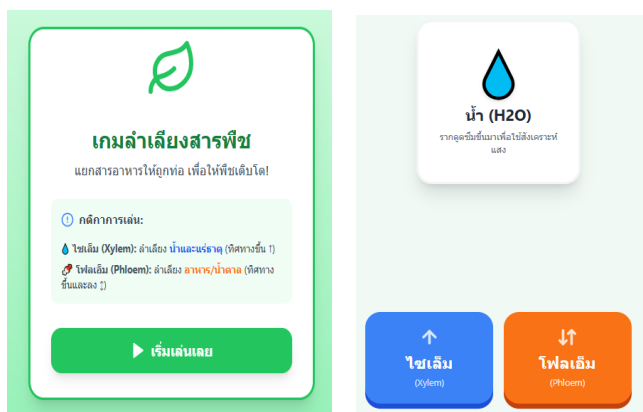 เกมลำเลียงสารพืช
แยกสารอาหารให้ถูกท่อ เพื่อให้พืชเติบโต!
กติกาการเล่น:
ไซเล็ม (Xylem): ลำเลียง น้ำและแร่ธาตุ (ทิศทางขึ้น ↑)
โฟลเอ็ม (Phloem): ลำเลียง อาหาร/น้ำตาล (ทิศทาง
ขึ้นและลง ↕)
เริ่มเล่นเลย
น้ำ (H2O)
รากดูดซึมขึ้นมาเพื่อใช้สังเคราะห์
แสง
ไซเล็ม
(Xylem)
โฟลเอ็ม
(Phloem)